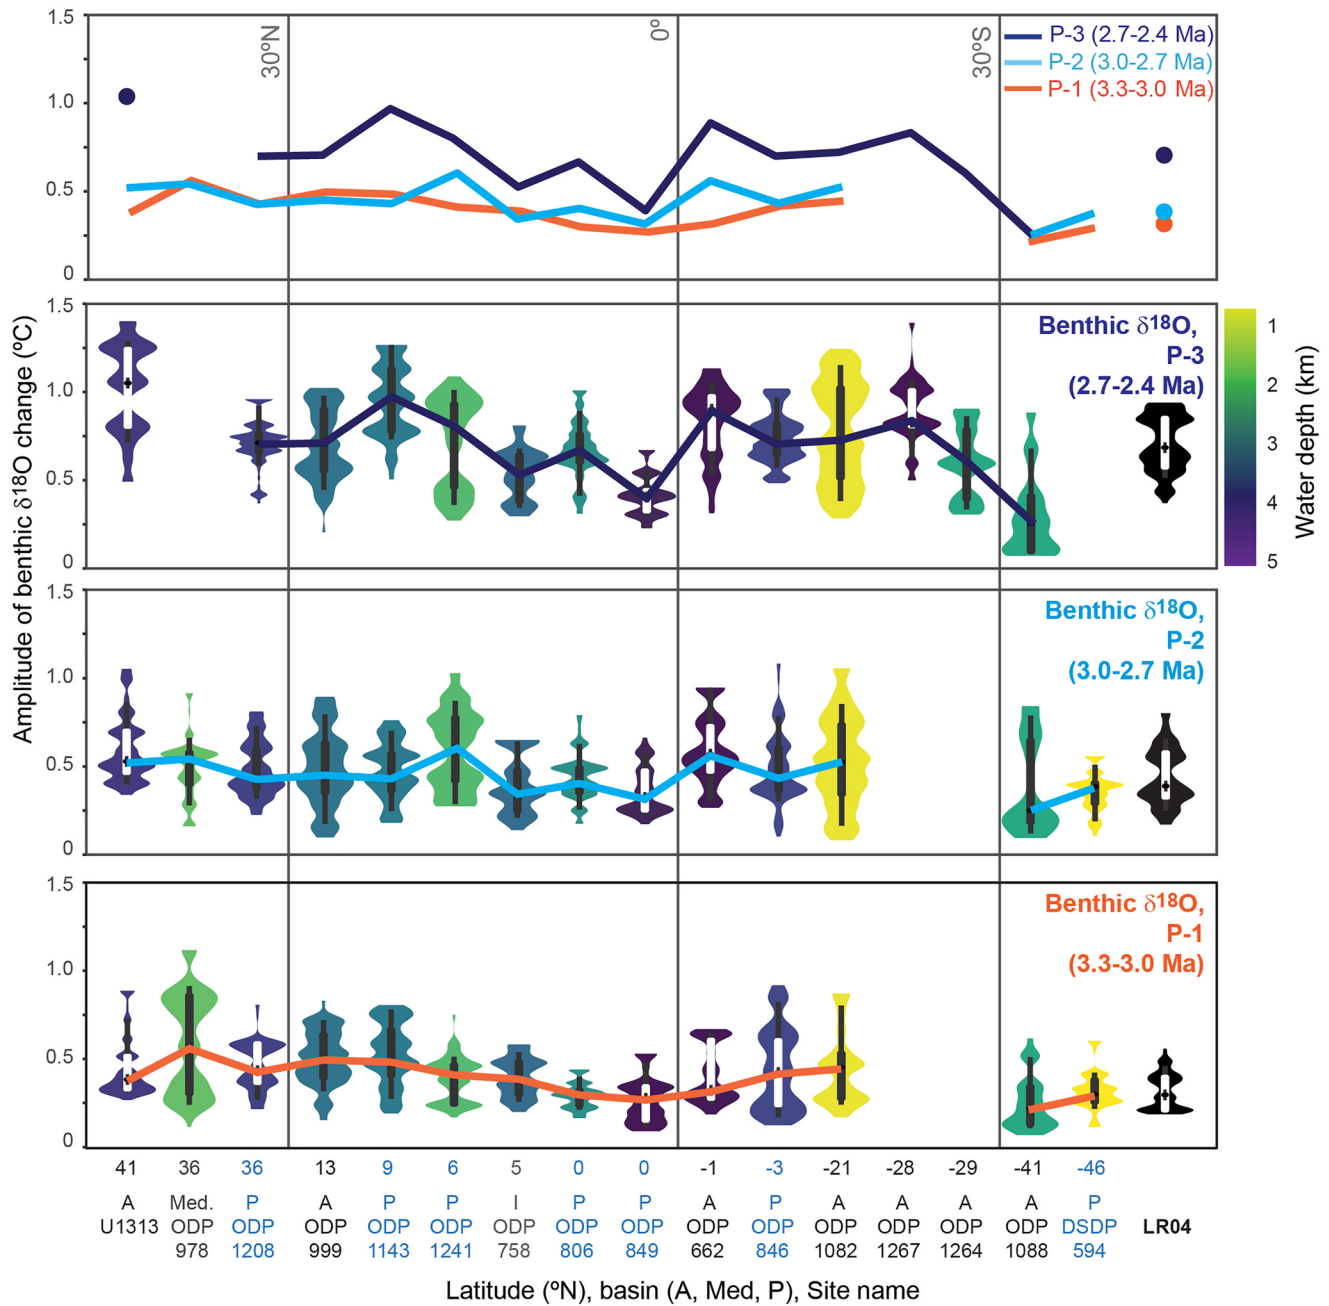 Amplitude of benthic δ18O change (ºC)
1.5
1.0
0.5
0
30ºN
0º
30ºS
P-3 (2.7-2.4 Ma)
P-2 (3.0-2.7 Ma)
P-1 (3.3-3.0 Ma)
1.5
1.0
0.5
0
Benthic δ18O,
P-3
(2.7-2.4 Ma)
1
2
3
4
5
Water depth (km)
1.5
1.0
0.5
0
Benthic δ18O,
P-2
(3.0-2.7 Ma)
1.5
1.0
0.5
0
Benthic δ18O,
P-1
(3.3-3.0 Ma)
41 36 36 13 9 6 5 0 0 -1 -3 -21 -28 -29 -41 -46
A Med. P A P P I P P A P A A A A P
U1313 ODP ODP ODP ODP ODP ODP ODP ODP ODP ODP ODP ODP ODP ODP DSDP LR04
978 1208 999 1143 1241 758 806 849 662 846 1082 1267 1264 1088 594
Latitude (ºN), basin (A, Med, P), Site name